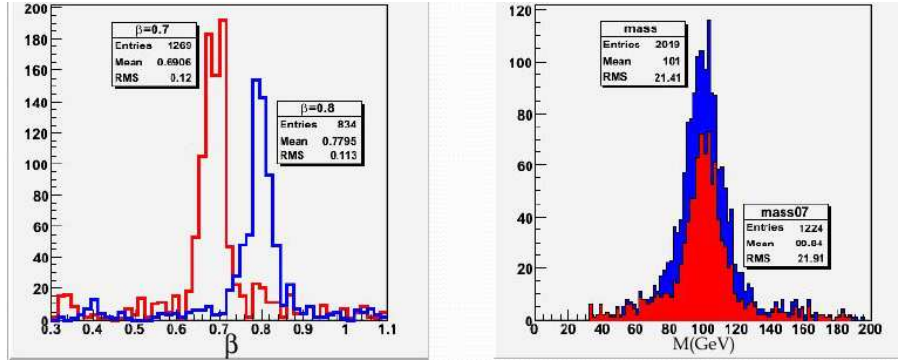 200
180
160
140
120
100
80
60
40
20
0
β=0.7
Entries 1269
Mean 0.6906
RMS 0.12
β=0.8
Entries 834
Mean 0.7795
RMS 0.113
0.3 0.4 0.5 0.6 0.7 0.8 0.9 1 1.1
β
120
100
80
60
40
20
0
mass
Entries 2019
Mean 101
RMS 21.41
mass07
Entries 1224
Mean
RMS 21.91
0 20 40 60 80 100 120 140 160 180 200
M(GeV)